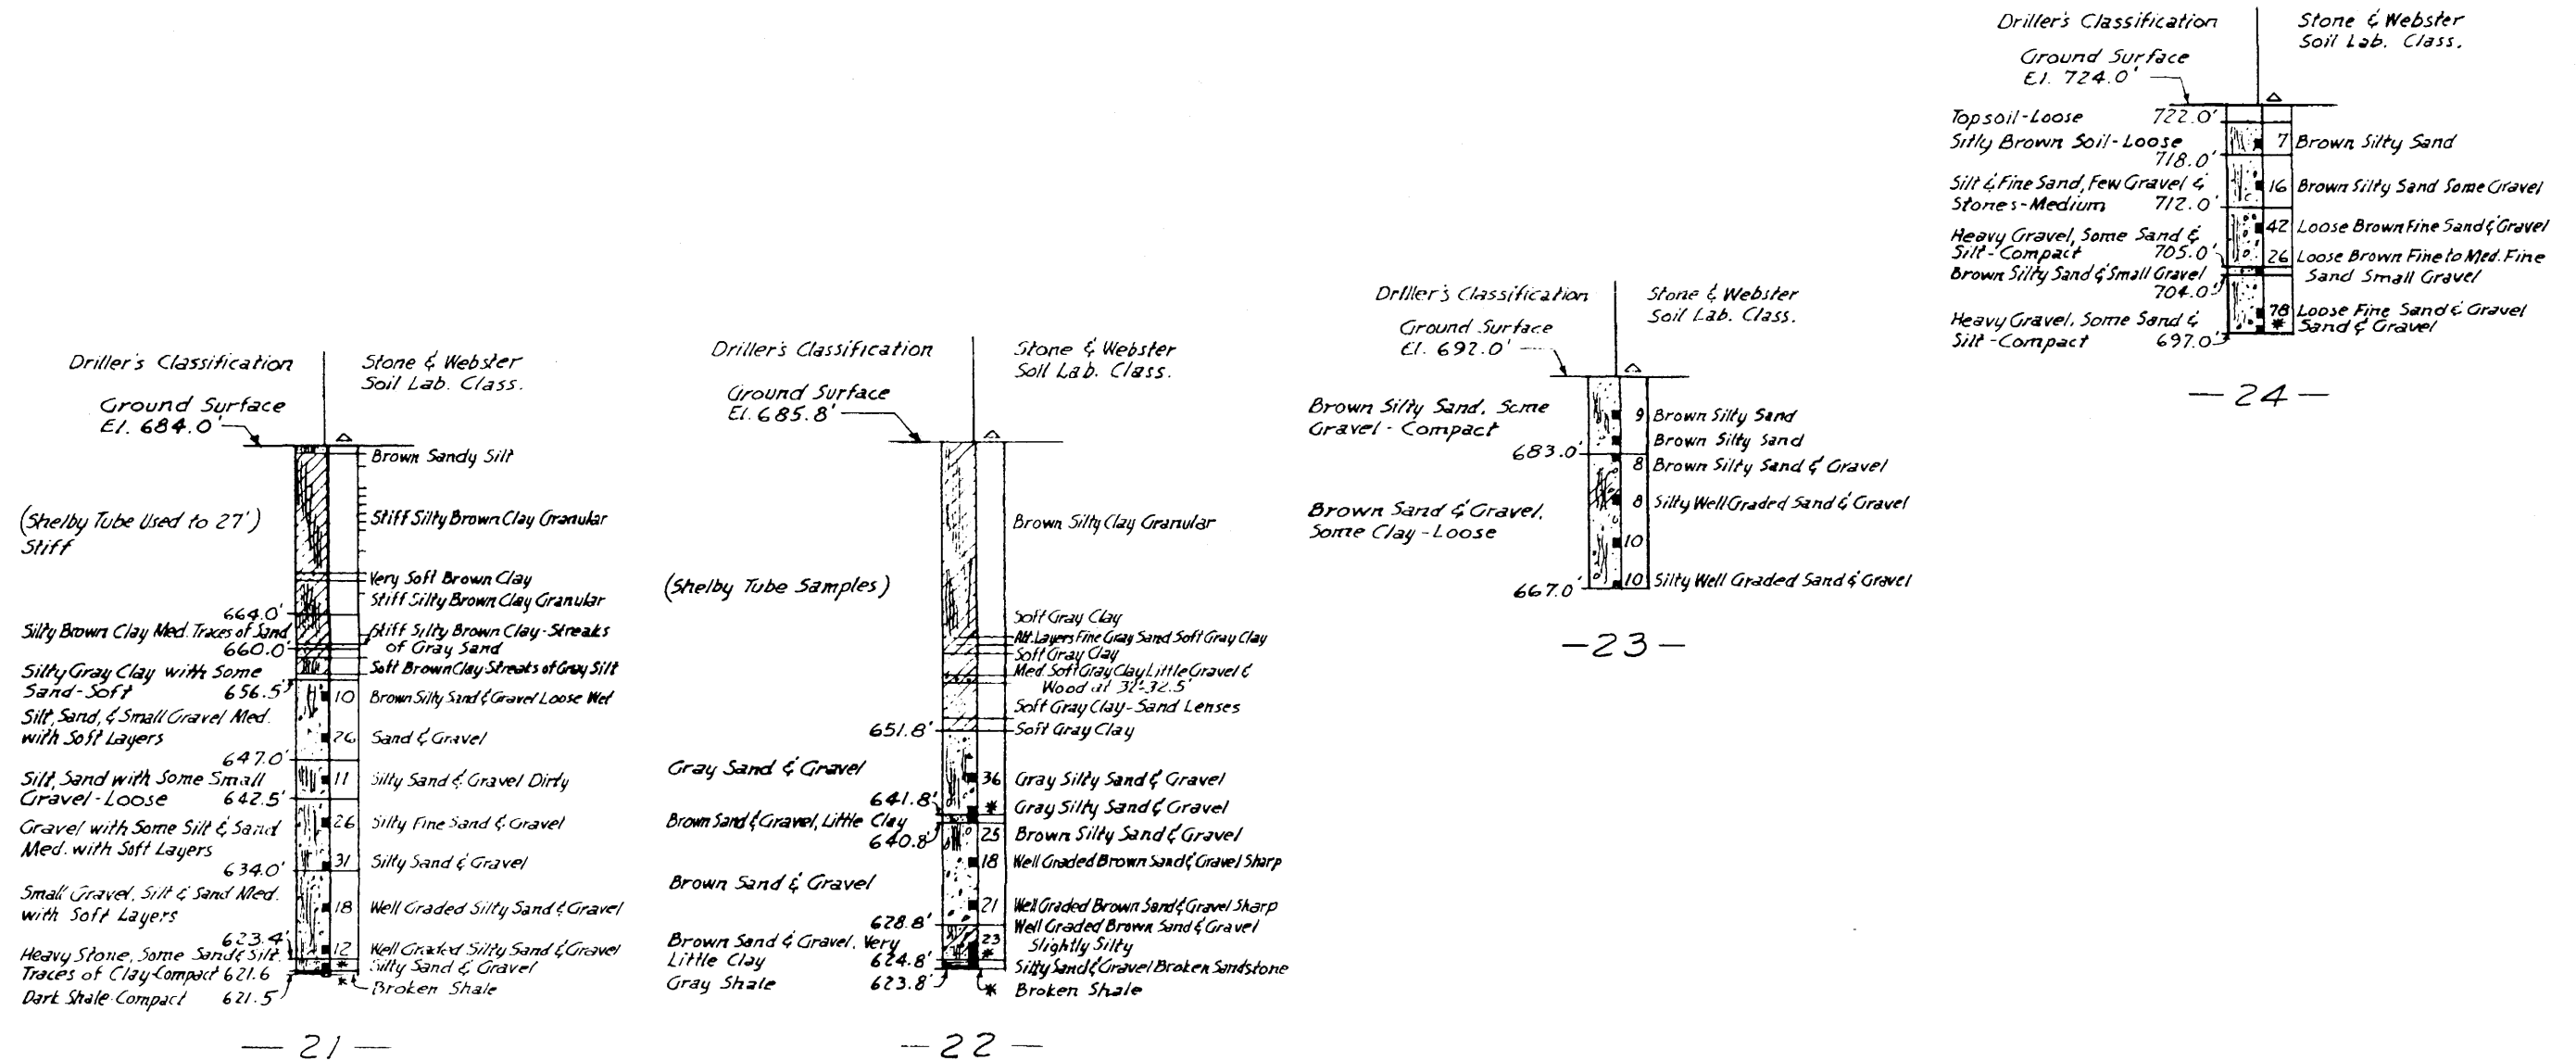 Driller's Classification
Stone & Webster
Soil Lab. Class.
Ground Surface
El. 684.0'
Brown Sandy Silt
(Shelby Tube Used to 27')
Stiff
Stiff Silty Brown Clay Granular
Very Soft Brown Clay
Stiff Silty Brown Clay Granular
664.0'
Silty Brown Clay Med. Traces of Sand
660.0'
Stiff Silty Brown Clay-Streaks
of Gray Sand
Silty Gray Clay with Some
Sand-Soft 656.5'
Soft Brown Clay-Streaks of Gray Silt
10 Brown Silty Sand & Gravel Loose Wet
Silt, Sand, & Small Gravel Med.
with Soft Layers
26 Sand & Gravel
647.0'
Silt, Sand with Some Small
Gravel-Loose 642.5'
11 Silty Sand & Gravel Dirty
Gravel with Some Silt & Sand
Med. with Soft Layers
26 Silty Fine Sand & Gravel
634.0'
31 Silty Sand & Gravel
Small Gravel, Silt & Sand Med.
with Soft Layers
18 Well Graded Silty Sand & Gravel
623.4'
Heavy Stone, Some Sand & Silt.
Traces of Clay-Compact 621.6
Dark Shale-Compact 621.5'
12 Well Graded Silty Sand & Gravel
* Silty Sand & Gravel
* Broken Shale
— 21 —
Driller's Classification
Stone & Webster
Soil Lab. Class.
Ground Surface
El. 685.8'
Brown Silty Clay Granular
(Shelby Tube Samples)
Soft Gray Clay
Alt. Layers Fine Gray Sand Soft Gray Clay
Soft Gray Clay
Med. Soft Gray Clay Little Gravel &
Wood at 32'-32.5'
Soft Gray Clay-Sand Lenses
651.8'
Soft Gray Clay
Gray Sand & Gravel
36 Gray Silty Sand & Gravel
641.8'
* Gray Silty Sand & Gravel
Brown Sand & Gravel, Little Clay
640.8'
25 Brown Silty Sand & Gravel
18 Well Graded Brown Sand & Gravel Sharp
Brown Sand & Gravel
21 Well Graded Brown Sand & Gravel Sharp
628.8'
Well Graded Brown Sand & Gravel
23 Slightly Silty
*
Brown Sand & Gravel, Very
Little Clay 624.8'
Silty Sand & Gravel Broken Sandstone
Gray Shale 623.8'
* Broken Shale
— 22 —
Driller's Classification
Stone & Webster
Soil Lab. Class.
Ground Surface
El. 692.0'
Brown Silty Sand, Some
Gravel - Compact
9 Brown Silty Sand
Brown Silty Sand
683.0'
8 Brown Silty Sand & Gravel
8 Silty Well Graded Sand & Gravel
Brown Sand & Gravel,
Some Clay-Loose
10
667.0'
10 Silty Well Graded Sand & Gravel
—23—
Driller's Classification
Stone & Webster
Soil Lab. Class.
Ground Surface
El. 724.0'
Topsoil-Loose 722.0'
Silty Brown Soil-Loose
718.0'
7 Brown Silty Sand
Silt & Fine Sand, Few Gravel &
Stones-Medium 712.0'
16 Brown Silty Sand Some Gravel
Heavy Gravel, Some Sand &
Silt-Compact 705.0'
42 Loose Brown Fine Sand & Gravel
Brown Silty Sand & Small Gravel
704.0'
26 Loose Brown Fine to Med. Fine
Sand Small Gravel
Heavy Gravel, Some Sand &
Silt-Compact 697.0'
78 Loose Fine Sand & Gravel
* Sand & Gravel
— 24 —